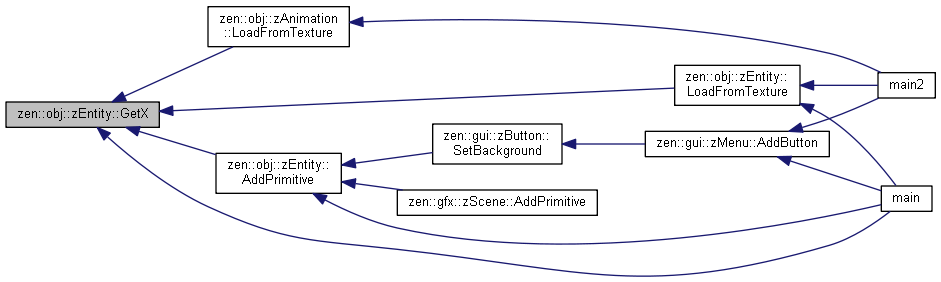 zen::obj::zAnimation
::LoadFromTexture
zen::obj::zEntity::
LoadFromTexture
main2
zen::obj::zEntity::GetX
zen::gui::zButton::
SetBackground
zen::gui::zMenu::AddButton
zen::obj::zEntity::
AddPrimitive
zen::gfx::zScene::AddPrimitive
main